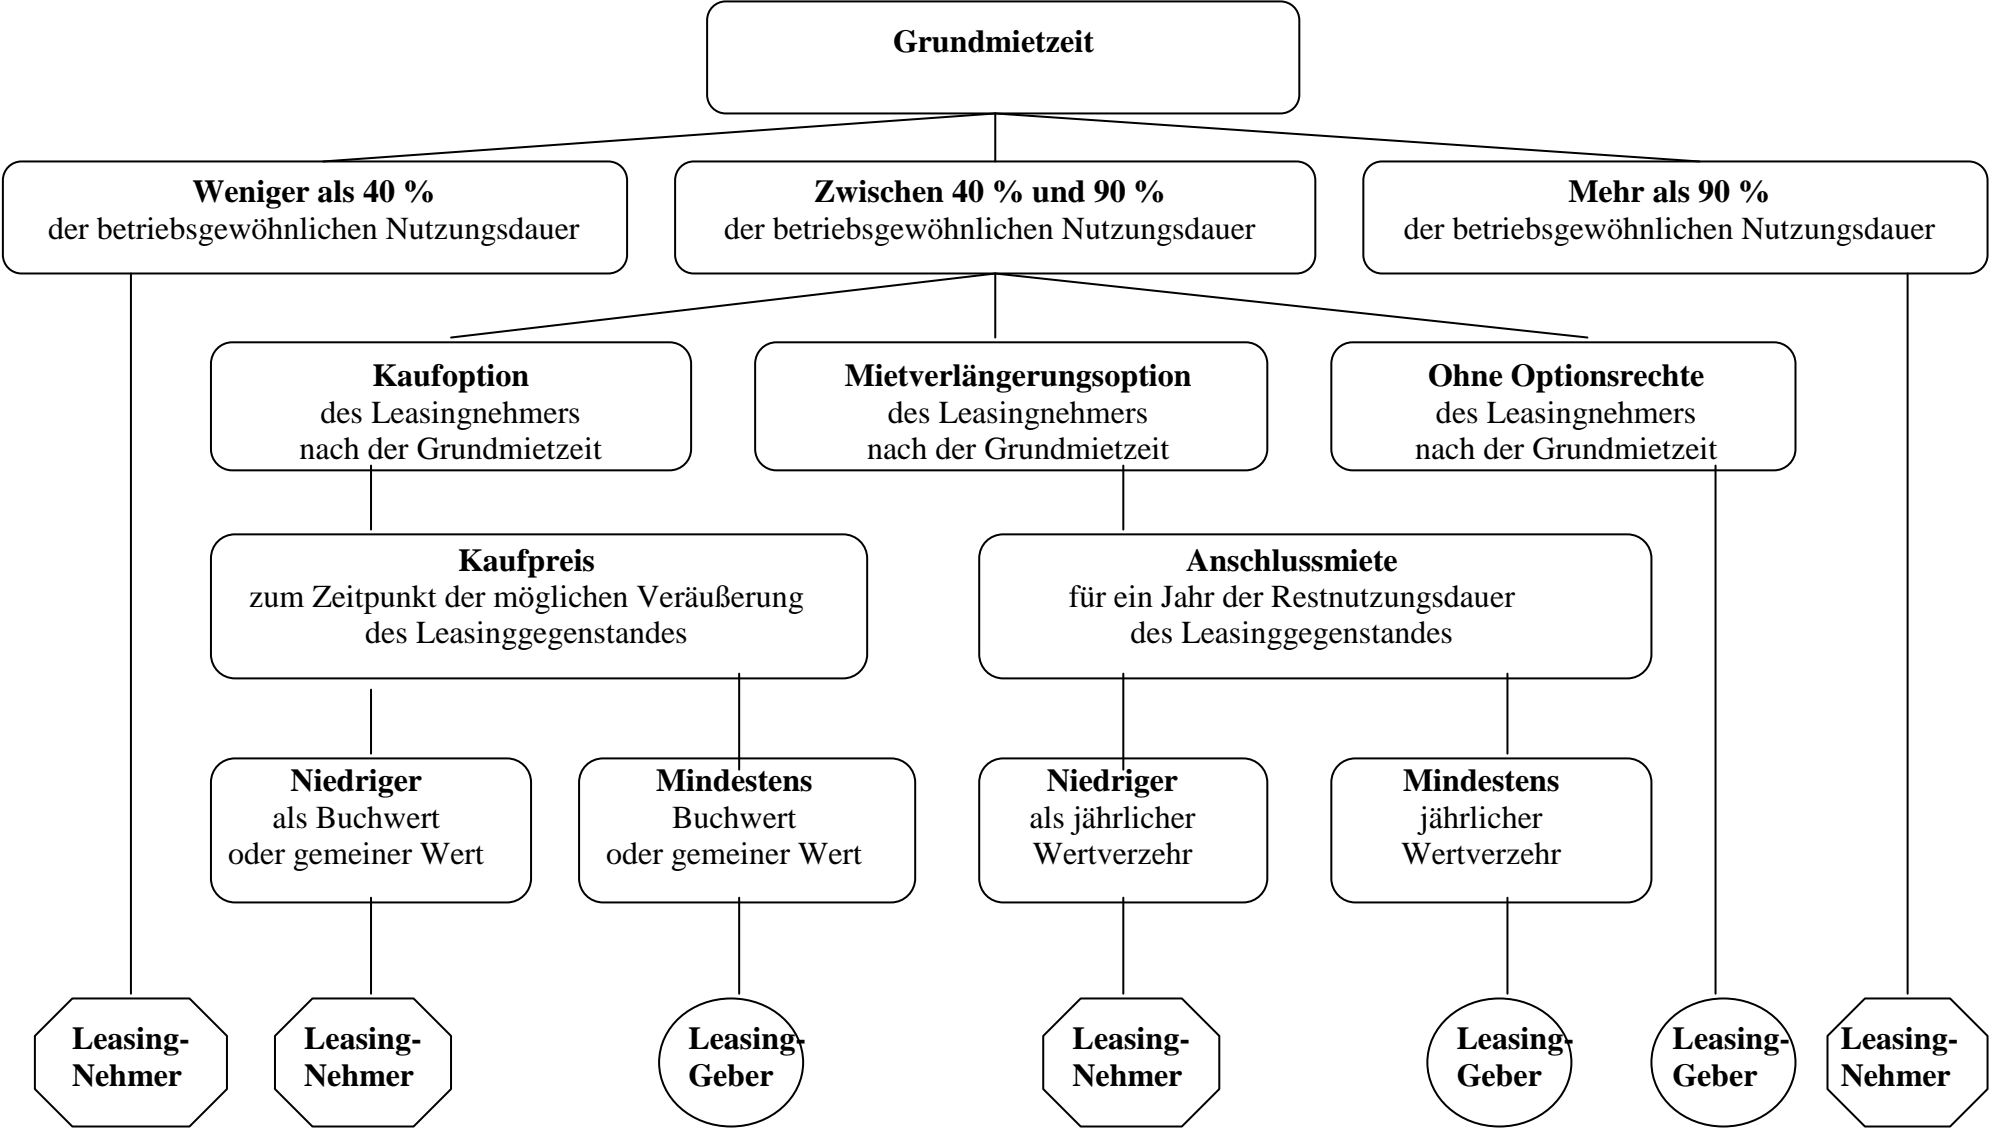 Grundmietzeit
Weniger als 40 %
der betriebsgewöhnlichen Nutzungsdauer
Zwischen 40 % und 90 %
der betriebsgewöhnlichen Nutzungsdauer
Mehr als 90 %
der betriebsgewöhnlichen Nutzungsdauer
Kaufoption
des Leasingnehmers
nach der Grundmietzeit
Mietverlängerungsoption
des Leasingnehmers
nach der Grundmietzeit
Ohne Optionsrechte
des Leasingnehmers
nach der Grundmietzeit
Kaufpreis
zum Zeitpunkt der möglichen Veräußerung
des Leasinggegenstandes
Anschlussmiete
für ein Jahr der Restnutzungsdauer
des Leasinggegenstandes
Niedriger
als Buchwert
oder gemeiner Wert
Mindestens
Buchwert
oder gemeiner Wert
Niedriger
als jährlicher
Wertverzehr
Mindestens
jährlicher
Wertverzehr
Leasing-
Nehmer
Leasing-
Nehmer
Leasing-
Geber
Leasing-
Nehmer
Leasing-
Geber
Leasing-
Geber
Leasing-
Nehmer